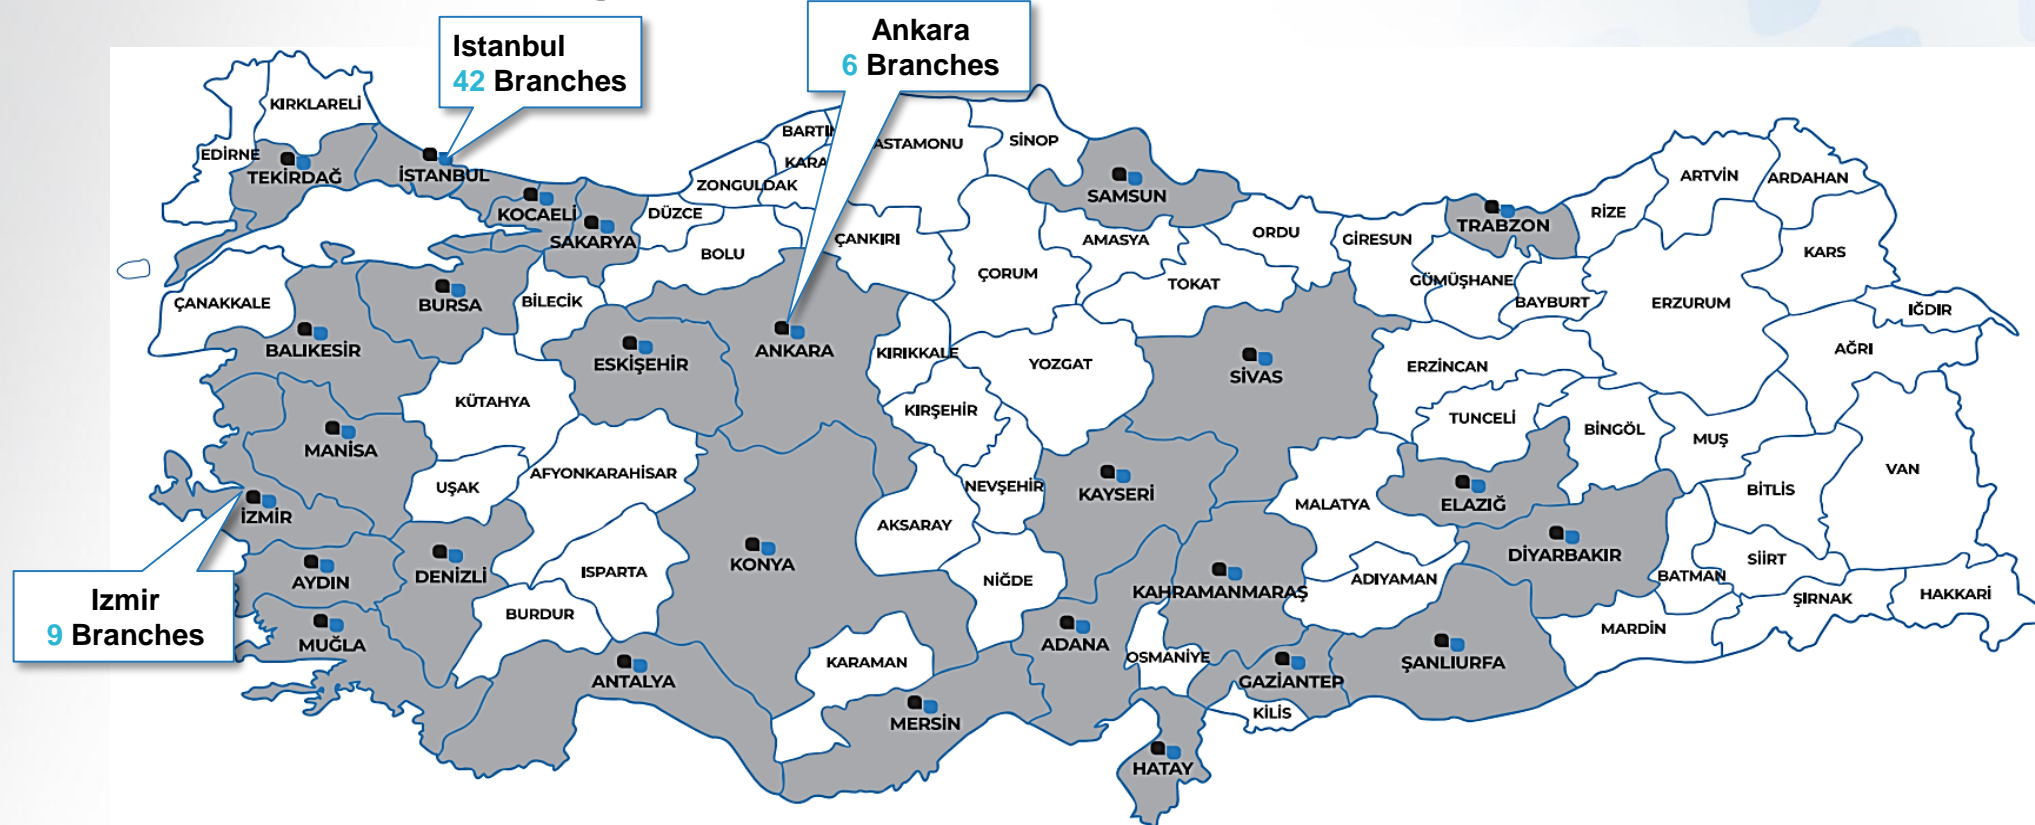 Istanbul
42 Branches
Ankara
6 Branches
KIRKLARELİ
EDİRNE
TEKİRDAĞ
İSTANBUL
KOCAELİ
SAKARYA
DÜZCE
ZONGULDAK
BARTIN
KARA
ASTAMONU
SİNOP
SAMSUN
ARTVİN
ARDAHAN
RİZE
TRABZON
GİRESUN
ORDU
AMASYA
ÇANKIRI
BOLU
KARS
ÇORUM
TOKAT
GÜMÜŞHANE
BAYBURT
ERZURUM
IĞDIR
AĞRI
ÇANAKKALE
BURSA
BİLECİK
BALIKESİR
ESKİŞEHİR
ANKARA
KIRIKKALE
YOZGAT
SİVAS
ERZİNCAN
KÜTAHYA
KIRŞEHİR
TUNCELİ
BİNGÖL
MUŞ
MANİSA
UŞAK
AFYONKARAHİSAR
NEVŞEHİR
KAYSERİ
MALATYA
ELAZIĞ
BİTLİS
VAN
İZMİR
AKSARAY
DİYARBAKIR
SİİRT
BATMAN
AYDIN
DENİZLİ
ISPARTA
KONYA
NİĞDE
KAHRAMANMARAŞ
ADIYAMAN
ŞIRNAK
HAKKARİ
Izmir
9 Branches
BURDUR
MUĞLA
ADANA
MARDİN
OSMANİYE
KARAMAN
ANTALYA
GAZİANTEP
ŞANLIURFA
MERSİN
KİLİS
HATAY